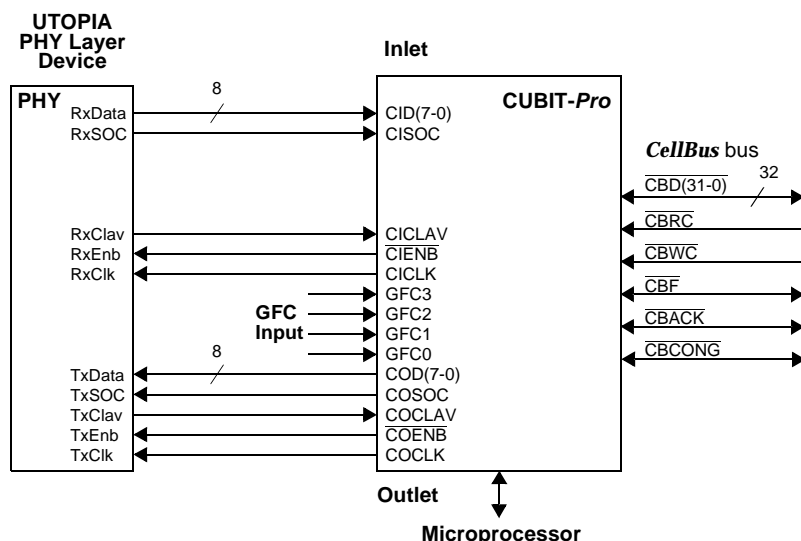 UTOPIA
PHY Layer
Device
Inlet
PHY
CUBIT-Pro
8
RxData
CID(7-0)
RxSOC
CISOC
CellBus bus
CBD(31-0)
32
CBRC
RxClav
CICLAV
RxEnb
CIENB
CBWC
RxClk
CICLK
GFC3
CBF
GFC
Input
GFC2
GFC1
CBACK
GFC0
CBCONG
8
TxData
COD(7-0)
TxSOC
COSOC
TxClav
COCLAV
TxEnb
COENB
TxClk
COCLK
Outlet
Microprocessor